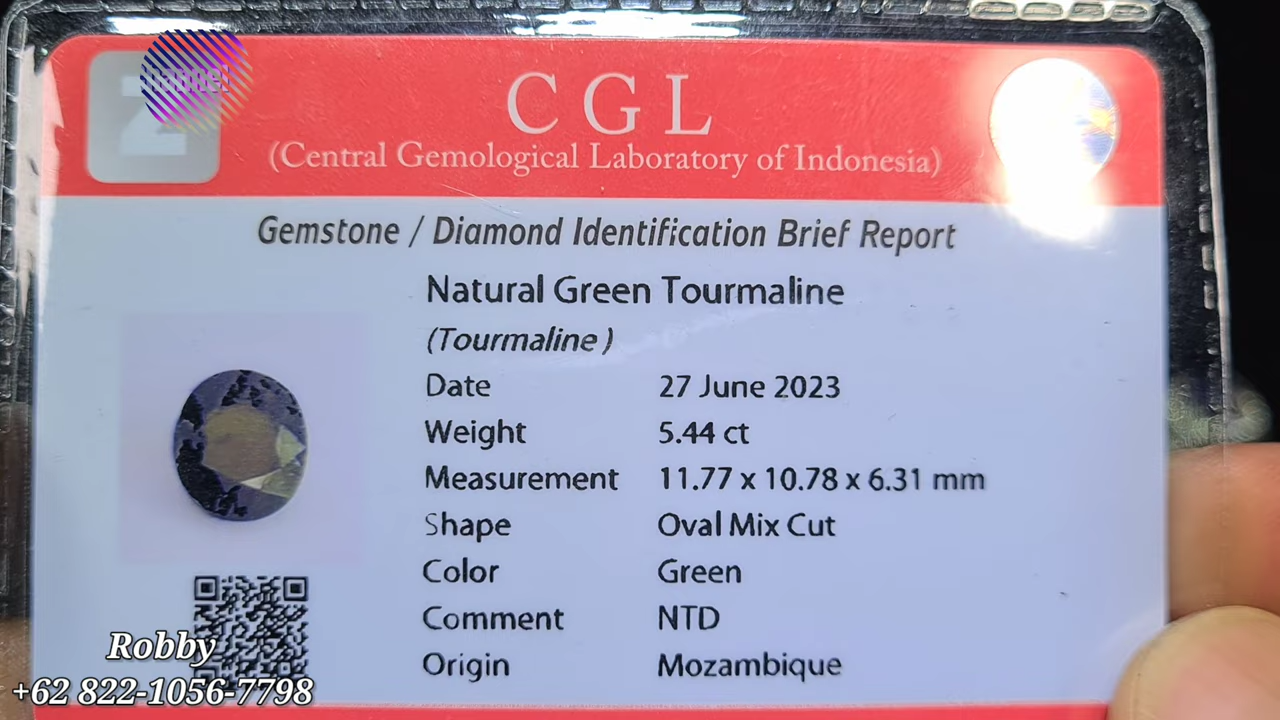 Channel
Z
C G L
(Central Gemological Laboratory of Indonesia)
Gemstone / Diamond Identification Brief Report
Natural Green Tourmaline
(Tourmaline )
Date 27 June 2023
Weight 5.44 ct
Measurement 11.77 x 10.78 x 6.31 mm
Shape Oval Mix Cut
Color Green
Comment NTD
Origin Mozambique
Robby
+62 822-1056-7798